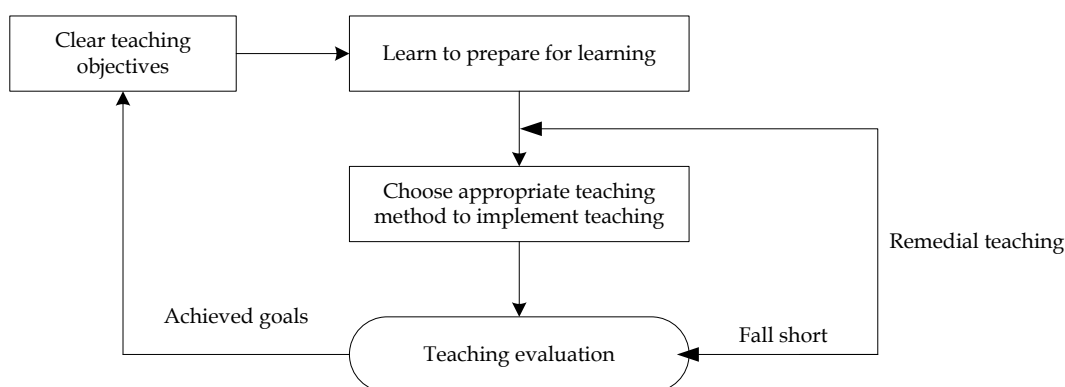 Clear teaching
objectives
Learn to prepare for learning
Choose appropriate teaching
method to implement teaching
Remedial teaching
Achieved goals
Fall short
Teaching evaluation